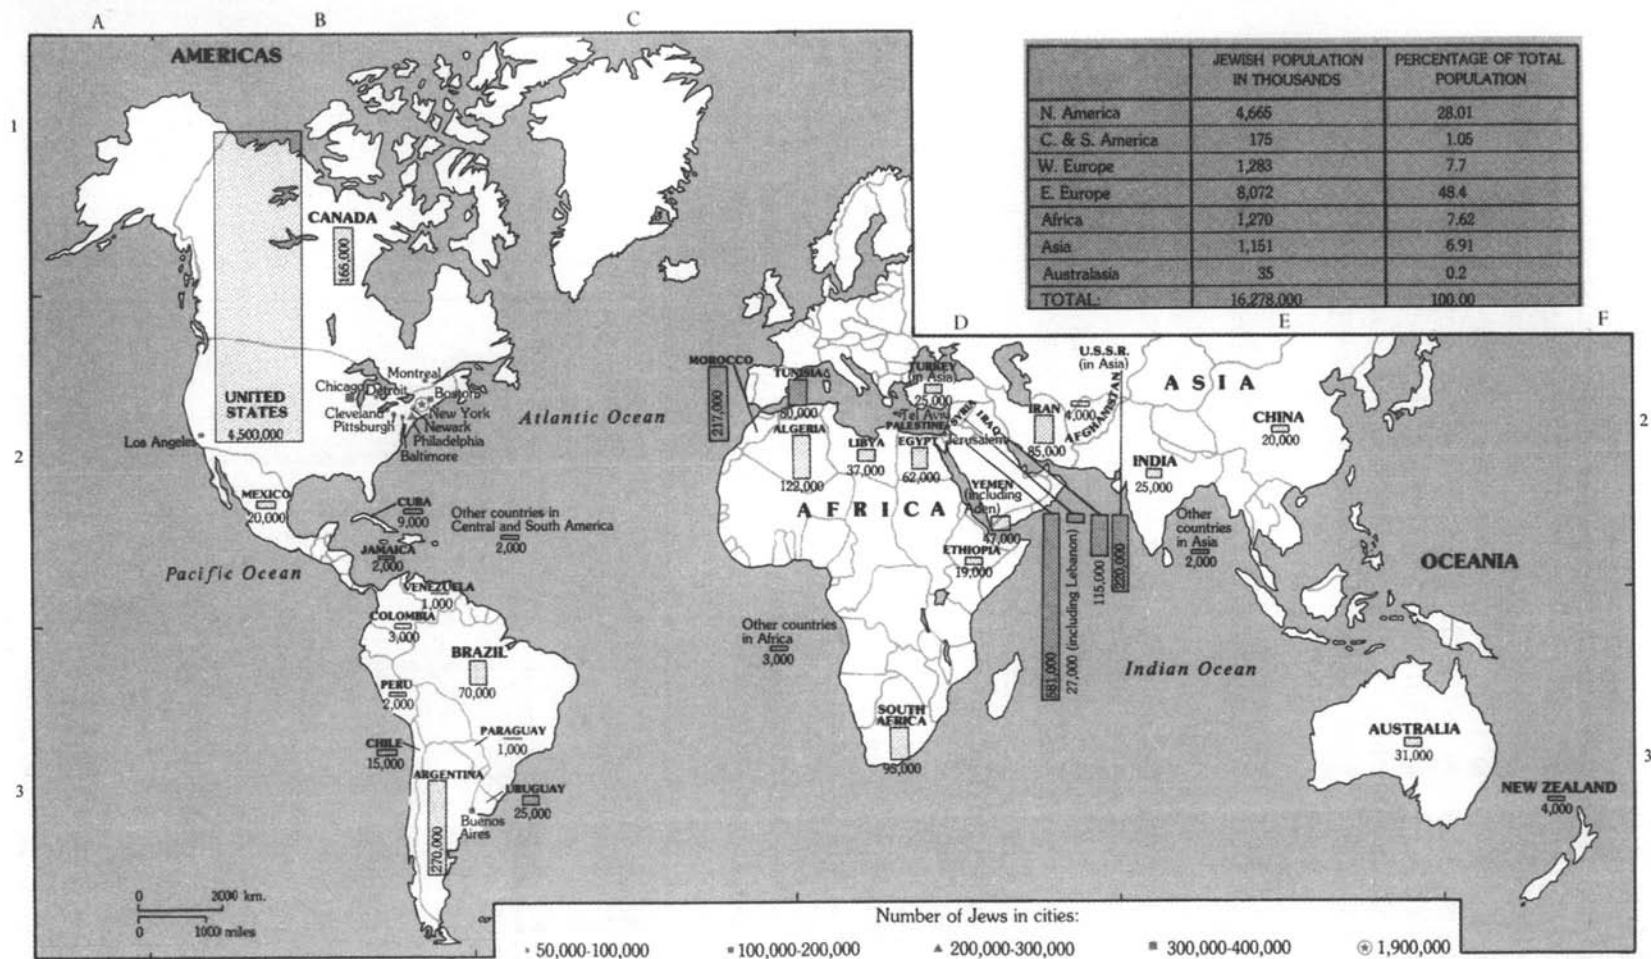 A
B
C
AMERICAS
1
JEWISH POPULATION IN THOUSANDS
PERCENTAGE OF TOTAL POPULATION
N. America 4,665 28.01
C. & S. America 175 1.05
W. Europe 1,283 7.7
E. Europe 8,072 48.4
Africa 1,270 7.62
Asia 1,151 6.91
Australasia 35 0.2
TOTAL: 16,278,000 100.00
D
E
F
CANADA
166,000
UNITED
STATES
4,500,000
Montreal
Chicago
Detroit
Boston
Cleveland
New York
Pittsburgh
Newark
Philadelphia
Baltimore
Los Angeles
2
Atlantic Ocean
MEXICO
20,000
CUBA
9,000
Other countries in
Central and South America
2,000
JAMAICA
2,000
Pacific Ocean
VENEZUELA
1,000
COLOMBIA
3,000
BRAZIL
70,000
PERU
2,000
PARAGUAY
1,000
CHILE
15,000
ARGENTINA
270,000
URUGUAY
25,000
Buenos
Aires
3
MOROCCO
217,000
TUNISIA
80,000
ALGERIA
122,000
LIBYA
37,000
EGYPT
62,000
TURKEY
(in Asia)
25,000
Tel Aviv
PALESTINE
Jerusalem
SYRIA
IRAQ
IRAN
85,000
4,000
AFGHANISTAN
U.S.S.R.
(in Asia)
ASIA
CHINA
20,000
INDIA
25,000
2
YEMEN
(including
Aden)
47,000
AFRICA
ETHIOPIA
19,000
581,000
27,000 (including Lebanon)
115,000
220,000
Other
countries
in Asia
2,000
OCEANIA
Other countries
in Africa
3,000
Indian Ocean
SOUTH
AFRICA
95,000
AUSTRALIA
31,000
3
NEW ZEALAND
4,000
0 2000 km.
0 1000 miles
Number of Jews in cities:
50,000-100,000 100,000-200,000 200,000-300,000 300,000-400,000 1,900,000